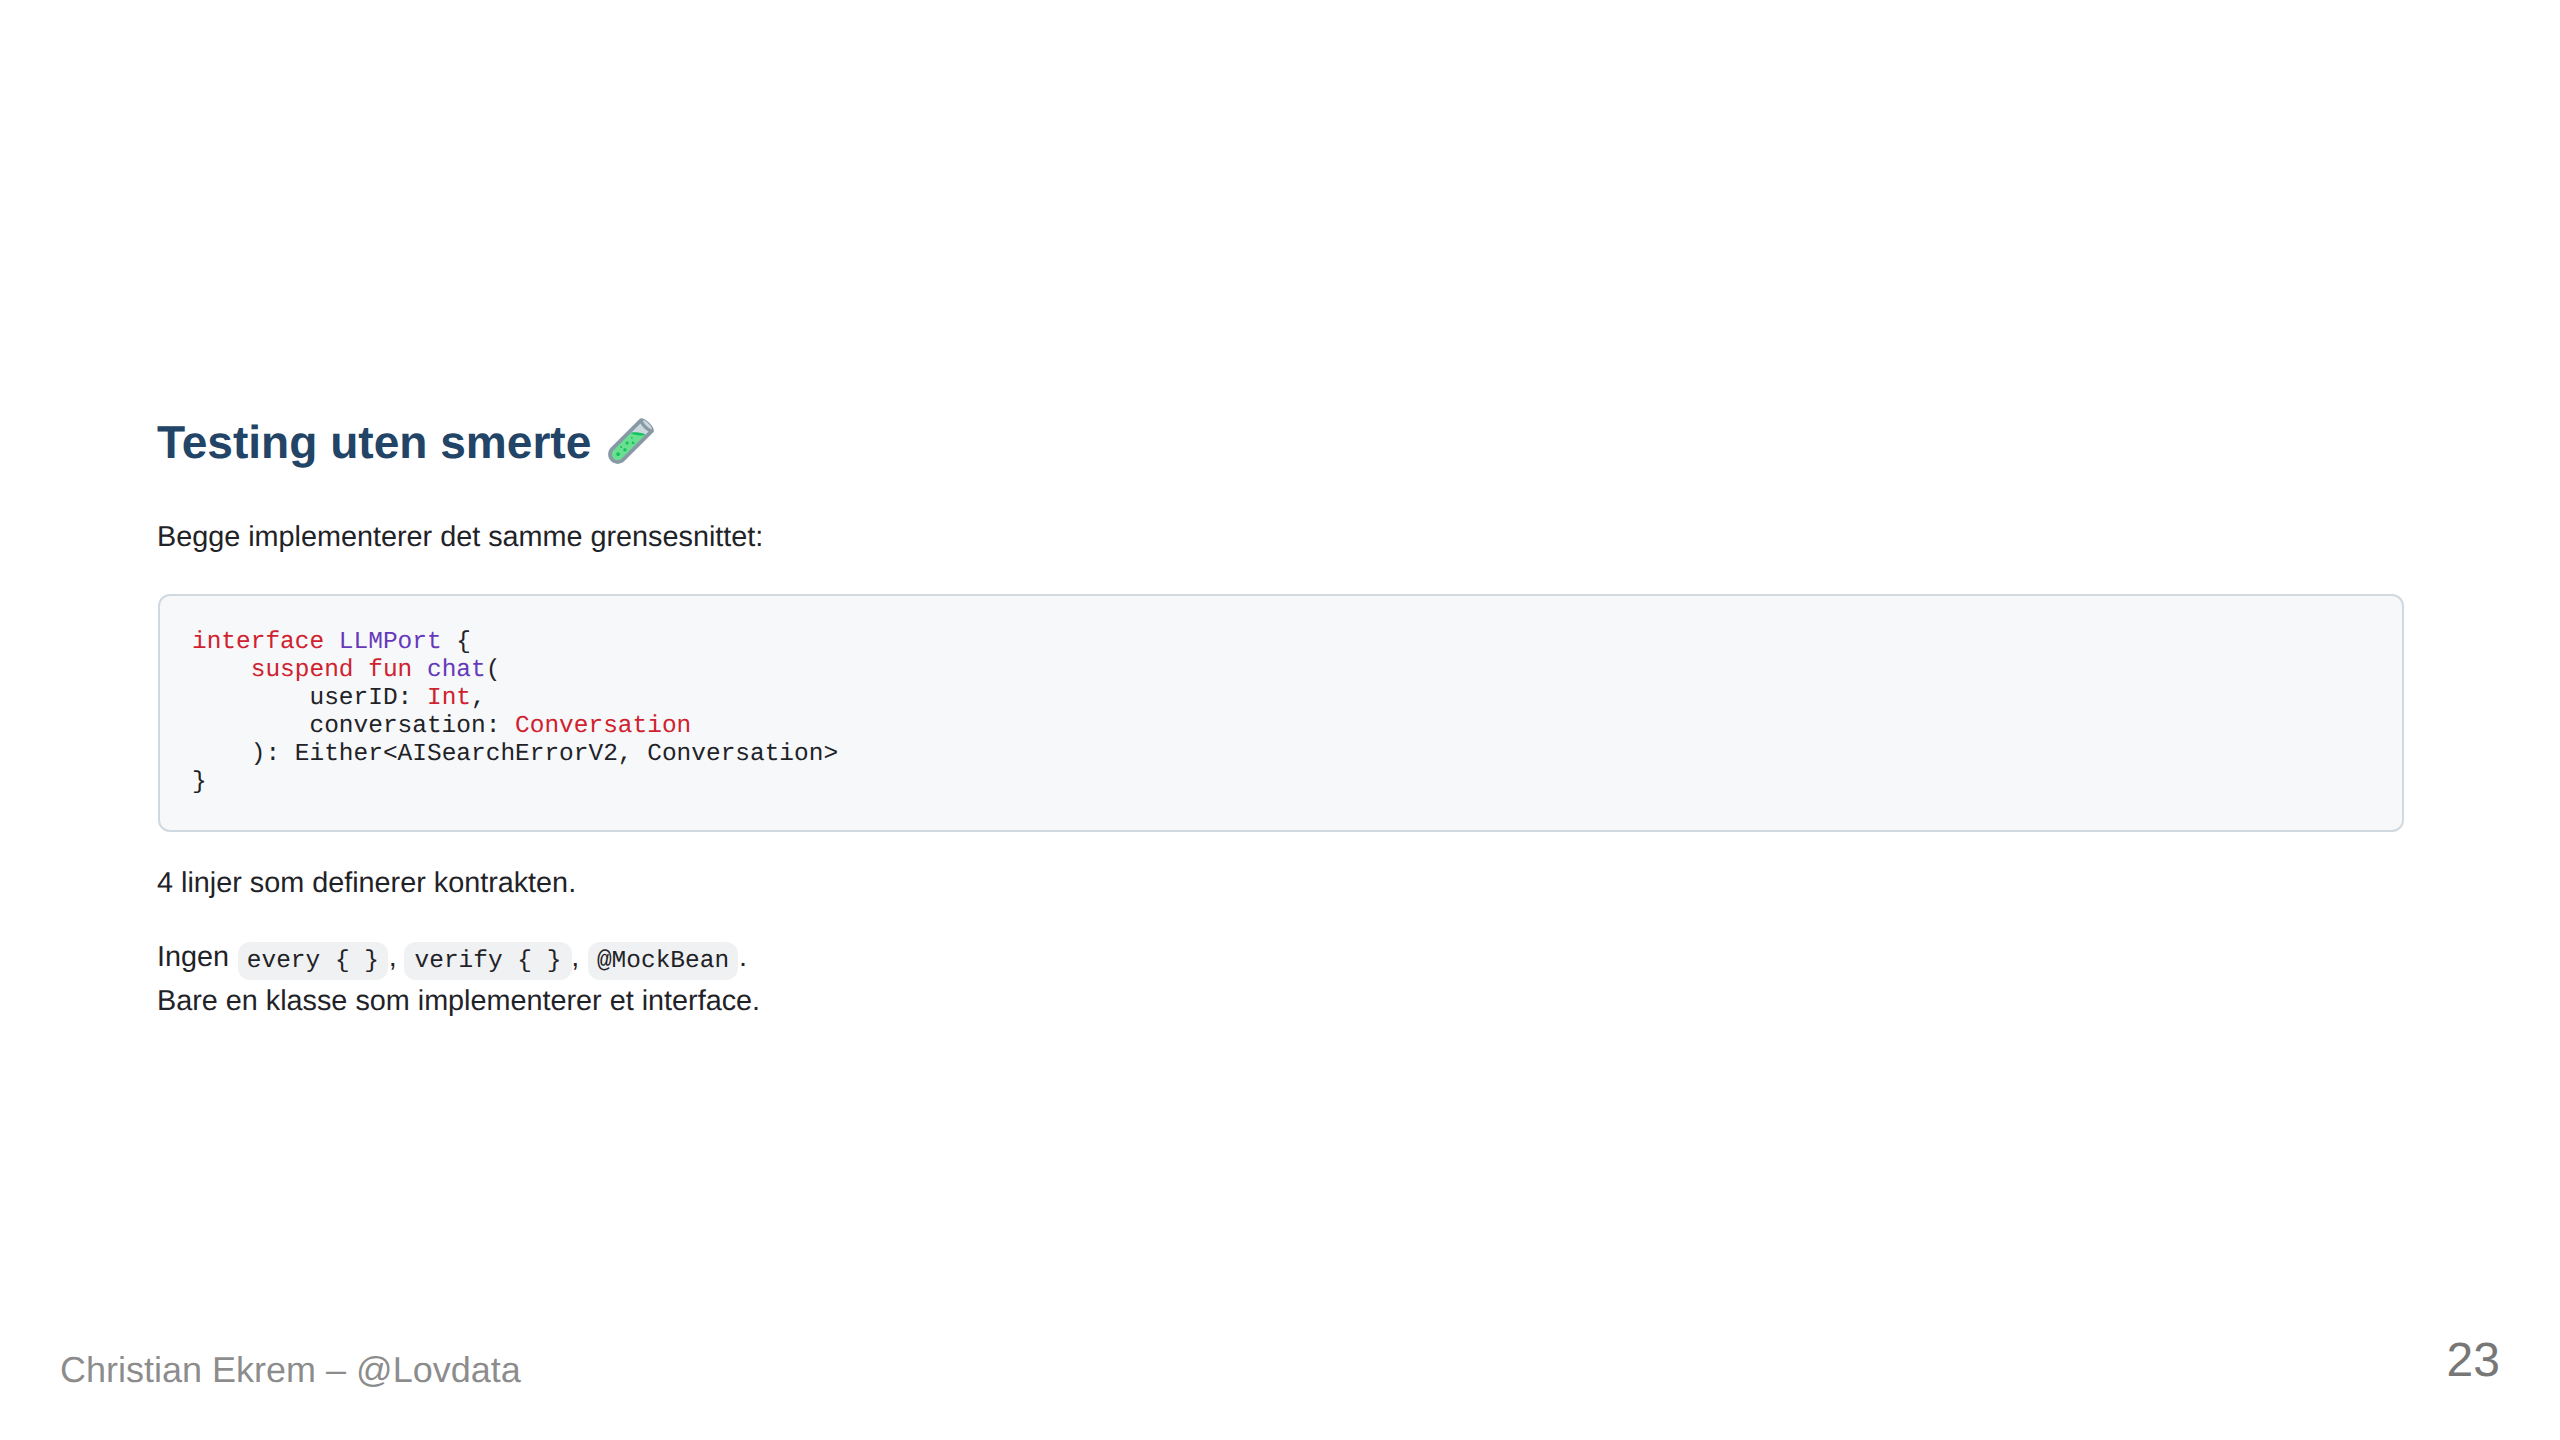 Testing uten smerte 🧪
Begge implementerer det samme grensesnittet:
interface LLMPort {
    suspend fun chat(
        userID: Int,
        conversation: Conversation
    ): Either<AISearchErrorV2, Conversation>
}
4 linjer som definerer kontrakten.
Ingen every { }, verify { }, @MockBean.
Bare en klasse som implementerer et interface.
Christian Ekrem – @Lovdata
23